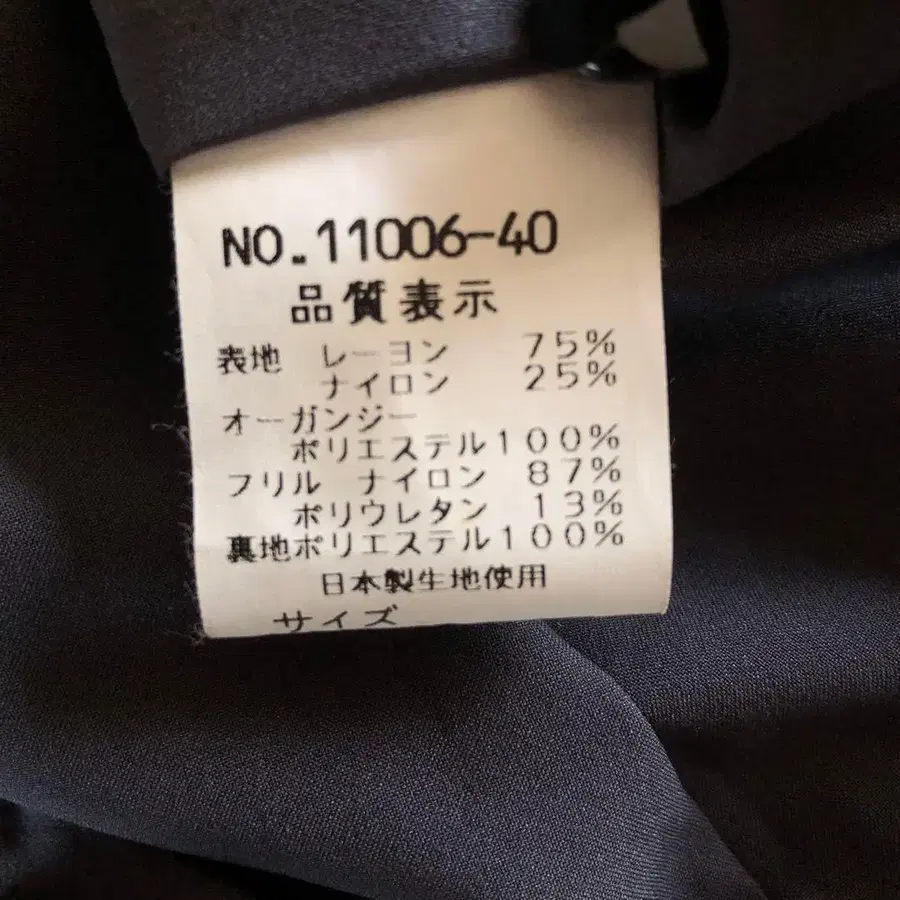 NO.11006-40
品質表示
表地 レーヨン 75%
ナイロン 25%
オーガンジー
ポリエステル100%
フリル ナイロン 87%
ポリウレタン 13%
裏地ポリエステル100%
日本製生地使用
サイズ